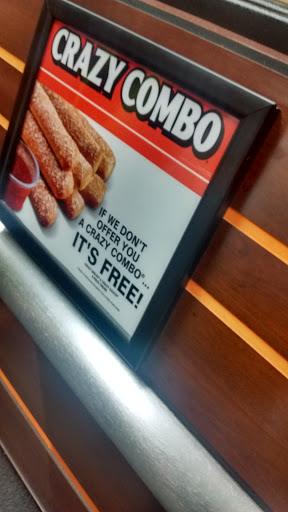 CRAZY COMBO
IF WE DON'T
OFFER YOU
A CRAZY COMBO® ...
IT'S FREE!